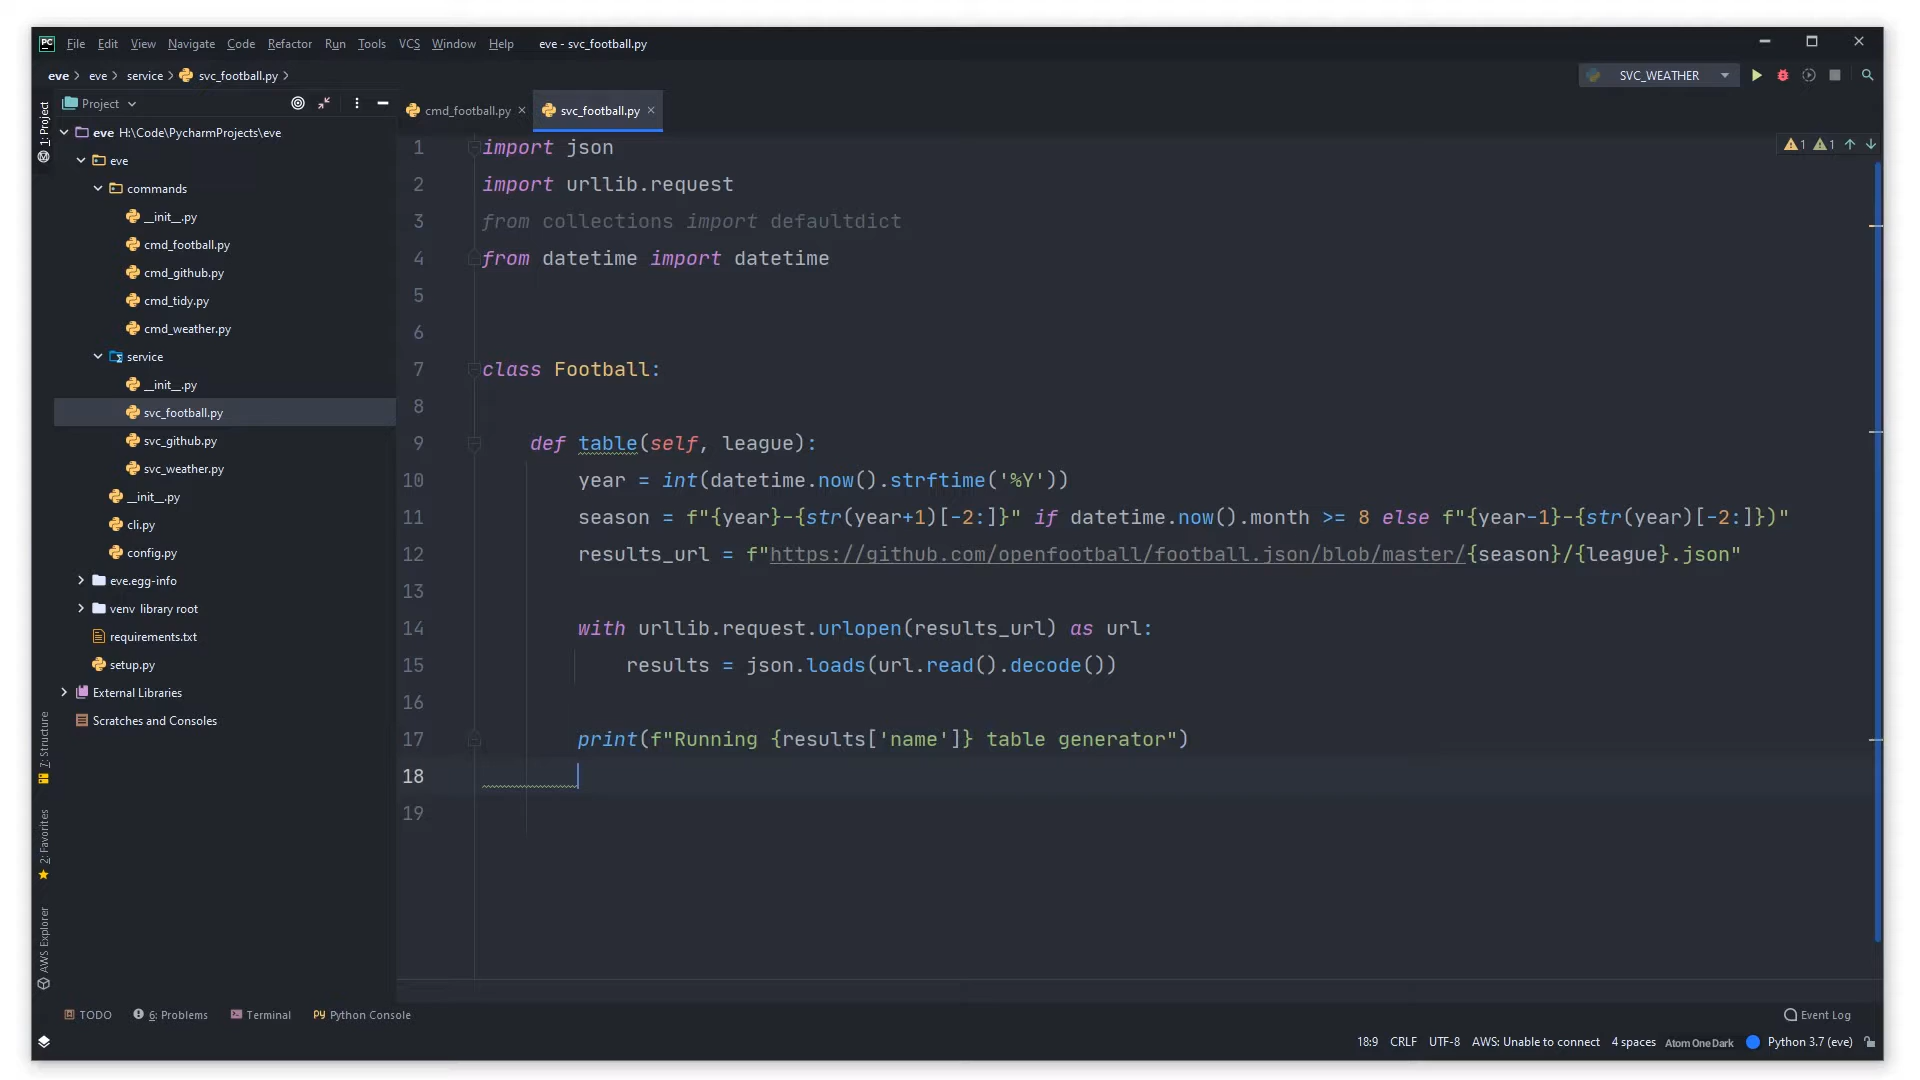 PC File Edit View Navigate Code Refactor Run Tools VCS Window Help eve - svc_football.py
eve eve service svc_football.py SVC_WEATHER
Project
cmd_football.py svc_football.py
1: Project
eve H:\Code\PycharmProjects\eve
eve
commands
__init__.py
cmd_football.py
cmd_github.py
cmd_tidy.py
cmd_weather.py
service
__init__.py
svc_football.py
svc_github.py
svc_weather.py
__init__.py
cli.py
config.py
eve.egg-info
venv library root
requirements.txt
setup.py
External Libraries
Scratches and Consoles
7: Structure
2: Favorites
AWS Explorer
1 1
1 import json
2 import urllib.request
3 from collections import defaultdict
4 from datetime import datetime
5
6
7 class Football:
8
9 def table(self, league):
10 year = int(datetime.now().strftime('%Y'))
11 season = f"{year}-{str(year+1)[-2:]}" if datetime.now().month >= 8 else f"{year-1}-{str(year)[-2:]})"
12 results_url = f"https://github.com/openfootball/football.json/blob/master/{season}/{league}.json"
13
14 with urllib.request.urlopen(results_url) as url:
15 results = json.loads(url.read().decode())
16
17 print(f"Running {results['name']} table generator")
18
19
TODO 6: Problems Terminal Python Console Event Log
18:9 CRLF UTF-8 AWS: Unable to connect 4 spaces Atom One Dark Python 3.7 (eve)